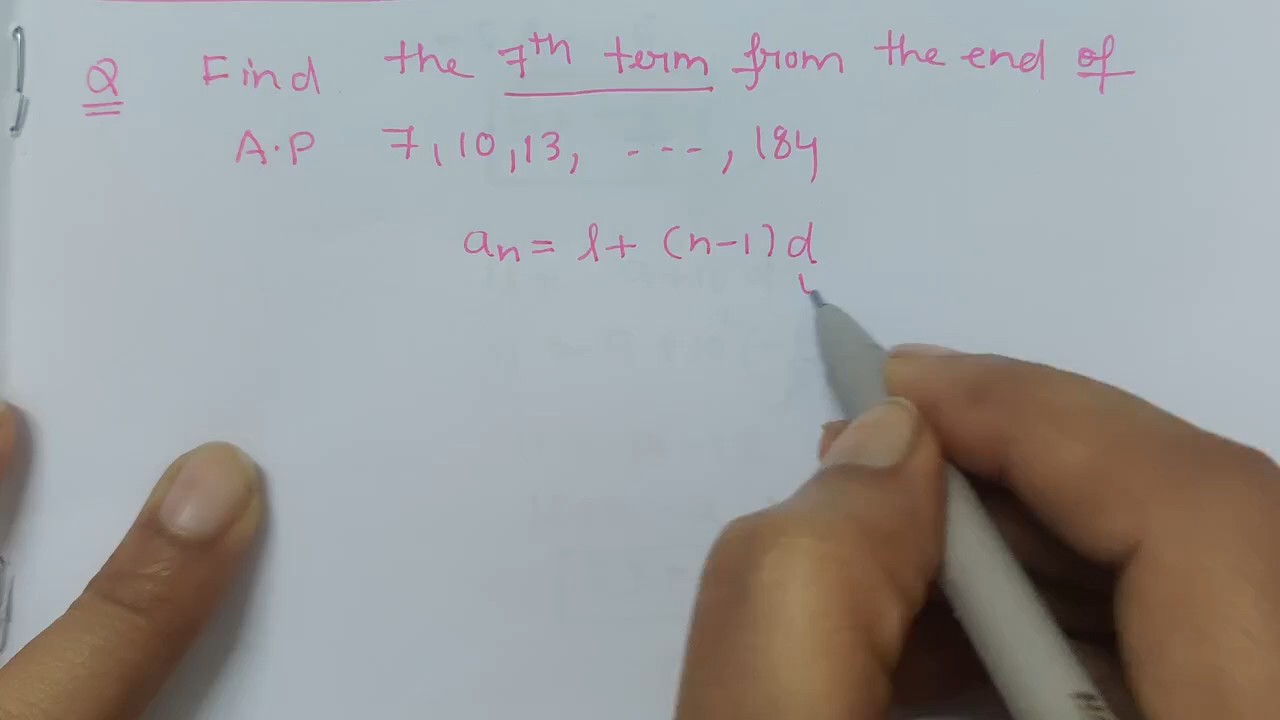 Q Find the 7th term from the end of
A.P 7, 10, 13, ---, 184
an = l + (n-1) d